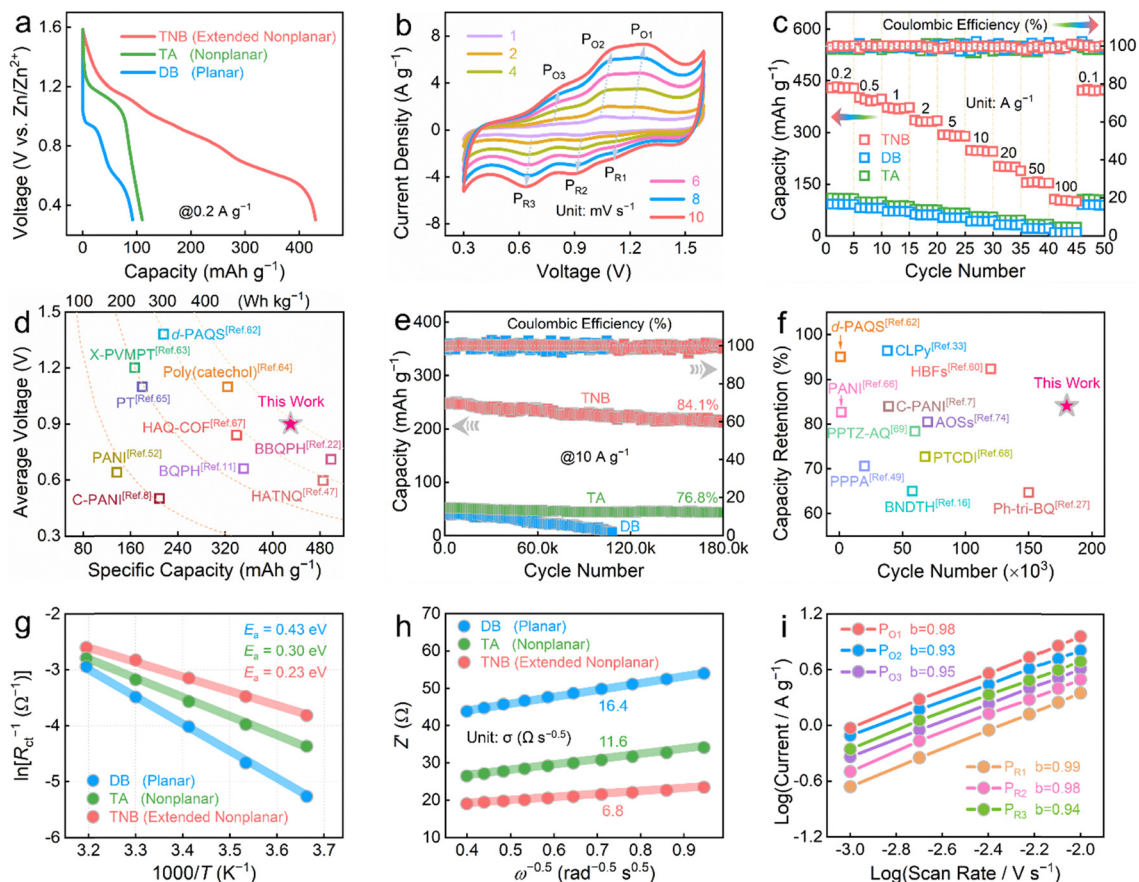 a
TNB (Extended Nonplanar)
TA (Nonplanar)
DB (Planar)
@0.2 A g⁻¹
Voltage (V vs. Zn/Zn²⁺)
1.6
1.2
0.8
0.4
0 100 200 300 400
Capacity (mAh g⁻¹)
b
1
2
4
P_O3
P_O2
P_O1
P_R3
P_R2
P_R1
6
8
10
Unit: mV s⁻¹
Current Density (A g⁻¹)
8
4
0
-4
-8
0.3 0.6 0.9 1.2 1.5
Voltage (V)
c
Coulombic Efficiency (%)
0.2
0.5
1
2
5
10
20
50
100
0.1
Unit: A g⁻¹
TNB
DB
TA
Capacity (mAh g⁻¹)
600
450
300
150
0
100
80
60
40
20
0
0 5 10 15 20 25 30 35 40 45 50
Cycle Number
d
100 200 300 400 (Wh kg⁻¹)
d-PAQS[Ref.62]
X-PVMPT[Ref.63]
Poly(catechol)[Ref.64]
PT[Ref.65]
This Work
HAQ-COF[Ref.67]
BBQPH[Ref.22]
PANI[Ref.52]
BQPH[Ref.11]
HATNQ[Ref.47]
C-PANI[Ref.8]
Average Voltage (V)
1.5
1.2
0.9
0.6
0.3
80 160 240 320 400 480
Specific Capacity (mAh g⁻¹)
e
Coulombic Efficiency (%)
TNB
84.1%
@10 A g⁻¹
TA
76.8%
DB
Capacity (mAh g⁻¹)
400
300
200
100
0
100
80
60
40
20
0
0.0 60.0k 120.0k 180.0k
Cycle Number
f
d-PAQS[Ref.62]
CLPy[Ref.33]
HBFs[Ref.60]
This Work
PANI[Ref.66]
C-PANI[Ref.7]
AOSs[Ref.74]
PPTZ-AQ[69]
PTCDI[Ref.68]
PPPA[Ref.49]
BNDTH[Ref.16]
Ph-tri-BQ[Ref.27]
Capacity Retention (%)
100
90
80
70
60
0 50 100 150 200
Cycle Number (×10³)
g
Eₐ = 0.43 eV
Eₐ = 0.30 eV
Eₐ = 0.23 eV
DB (Planar)
TA (Nonplanar)
TNB (Extended Nonplanar)
ln[R_ct⁻¹ (Ω⁻¹)]
-2
-3
-4
-5
-6
3.2 3.3 3.4 3.5 3.6 3.7
1000/T (K⁻¹)
h
DB (Planar)
TA (Nonplanar)
TNB (Extended Nonplanar)
16.4
Unit: σ (Ω s⁻⁰·⁵)
11.6
6.8
Z' (Ω)
70
60
50
40
30
20
10
0.4 0.5 0.6 0.7 0.8 0.9
ω⁻⁰·⁵ (rad⁻⁰·⁵ s⁰·⁵)
i
P_O1 b=0.98
P_O2 b=0.93
P_O3 b=0.95
P_R1 b=0.99
P_R2 b=0.98
P_R3 b=0.94
Log(Current / A g⁻¹)
1.2
0.6
0.0
-0.6
-1.2
-3.0 -2.8 -2.6 -2.4 -2.2 -2.0
Log(Scan Rate / V s⁻¹)